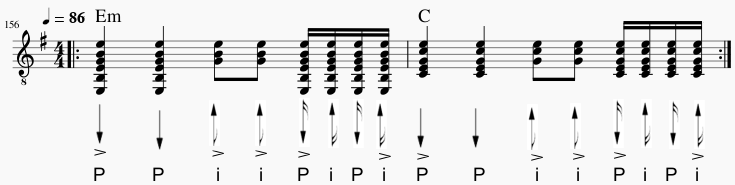 ♩ = 86 Em C
156
4
4
8
> > > > > > > > > > >
P P i i P i P i P P i i P i P i